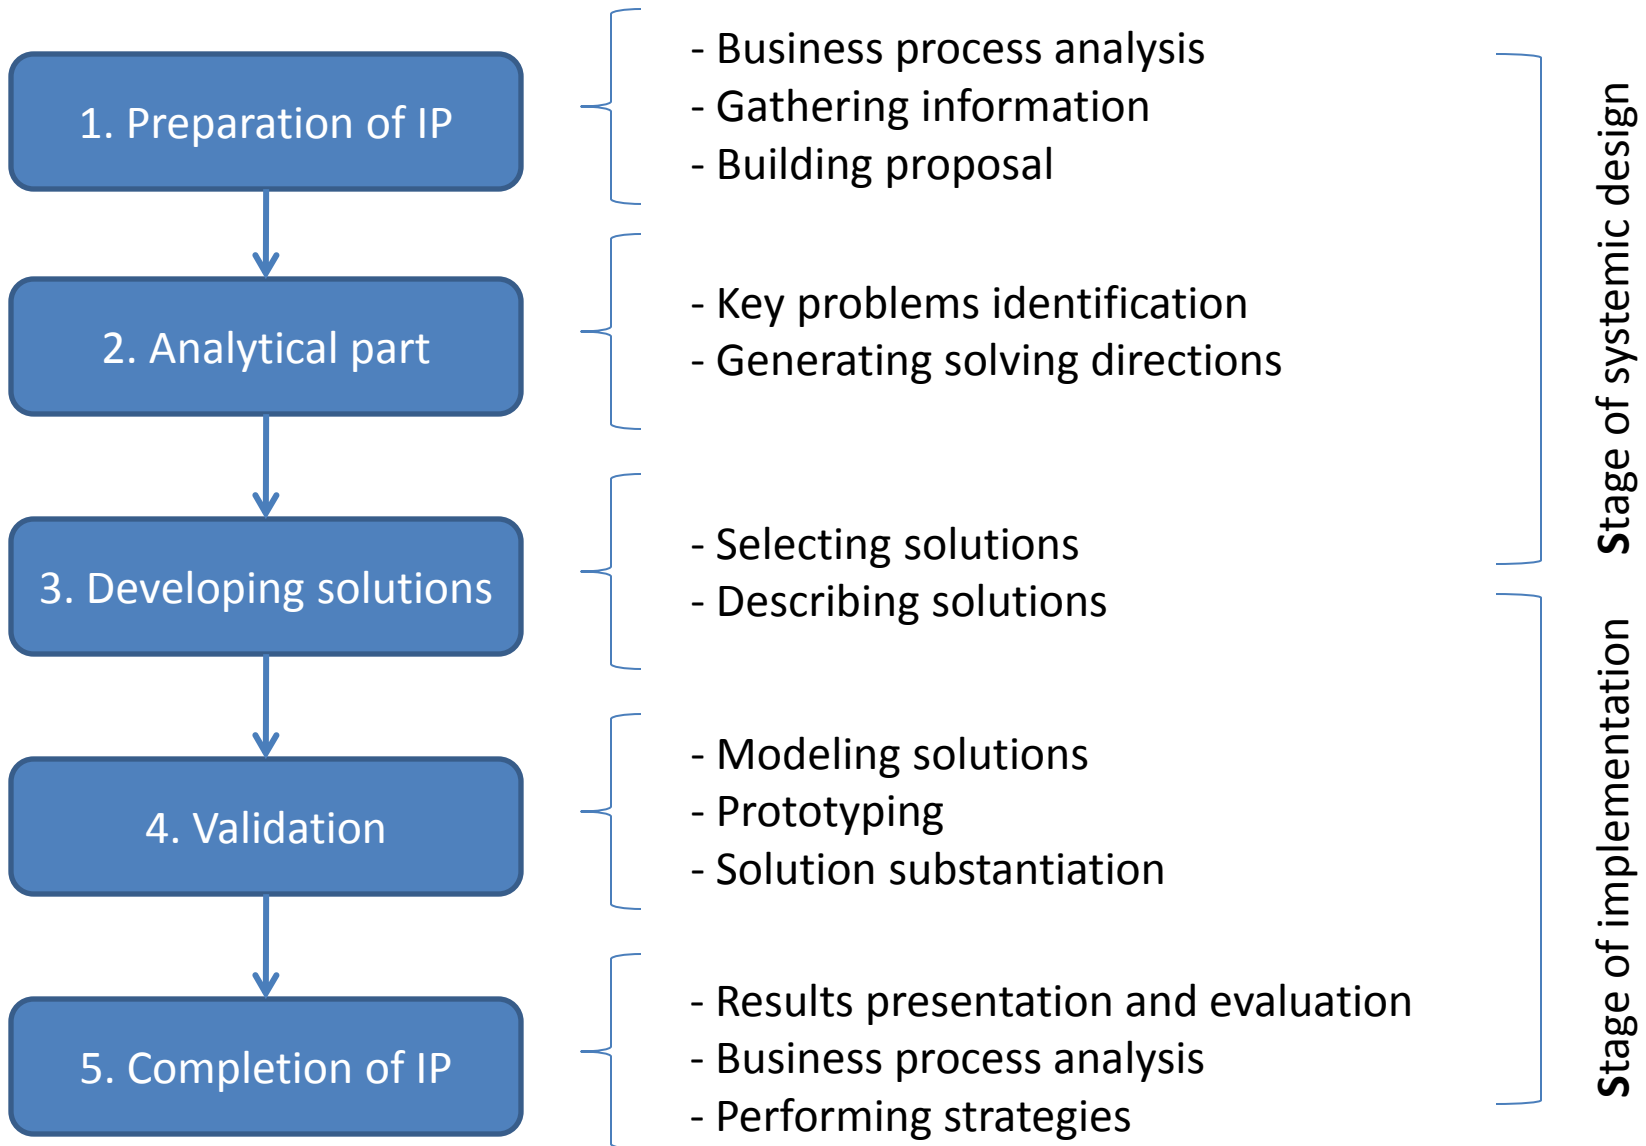 1. Preparation of IP
- Business process analysis
- Gathering information
- Building proposal
2. Analytical part
- Key problems identification
- Generating solving directions
3. Developing solutions
- Selecting solutions
- Describing solutions
4. Validation
- Modeling solutions
- Prototyping
- Solution substantiation
5. Completion of IP
- Results presentation and evaluation
- Business process analysis
- Performing strategies
Stage of systemic design
Stage of implementation